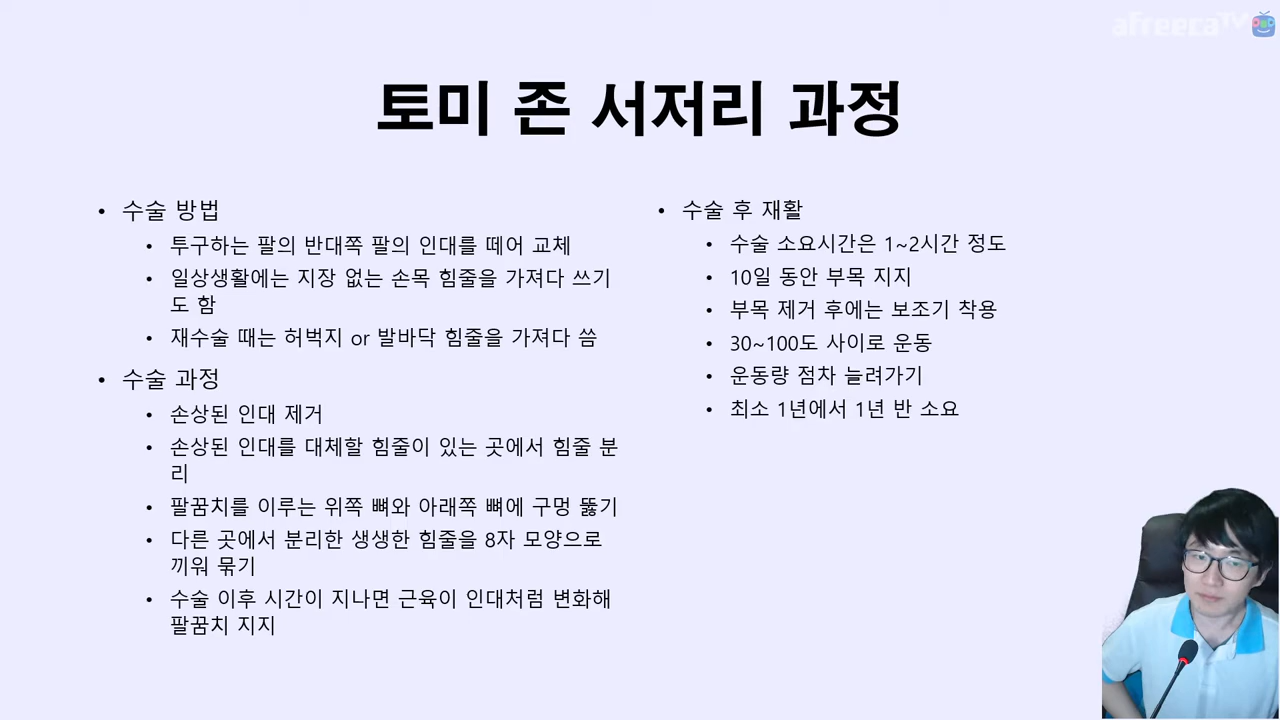 afreecaTV
토미 존 서저리 과정
• 수술 방법
• 투구하는 팔의 반대쪽 팔의 인대를 떼어 교체
• 일상생활에는 지장 없는 손목 힘줄을 가져다 쓰기
도 함
• 재수술 때는 허벅지 or 발바닥 힘줄을 가져다 씀
• 수술 과정
• 손상된 인대 제거
• 손상된 인대를 대체할 힘줄이 있는 곳에서 힘줄 분
리
• 팔꿈치를 이루는 위쪽 뼈와 아래쪽 뼈에 구멍 뚫기
• 다른 곳에서 분리한 생생한 힘줄을 8자 모양으로
끼워 묶기
• 수술 이후 시간이 지나면 근육이 인대처럼 변화해
팔꿈치 지지
• 수술 후 재활
• 수술 소요시간은 1~2시간 정도
• 10일 동안 부목 지지
• 부목 제거 후에는 보조기 착용
• 30~100도 사이로 운동
• 운동량 점차 늘려가기
• 최소 1년에서 1년 반 소요